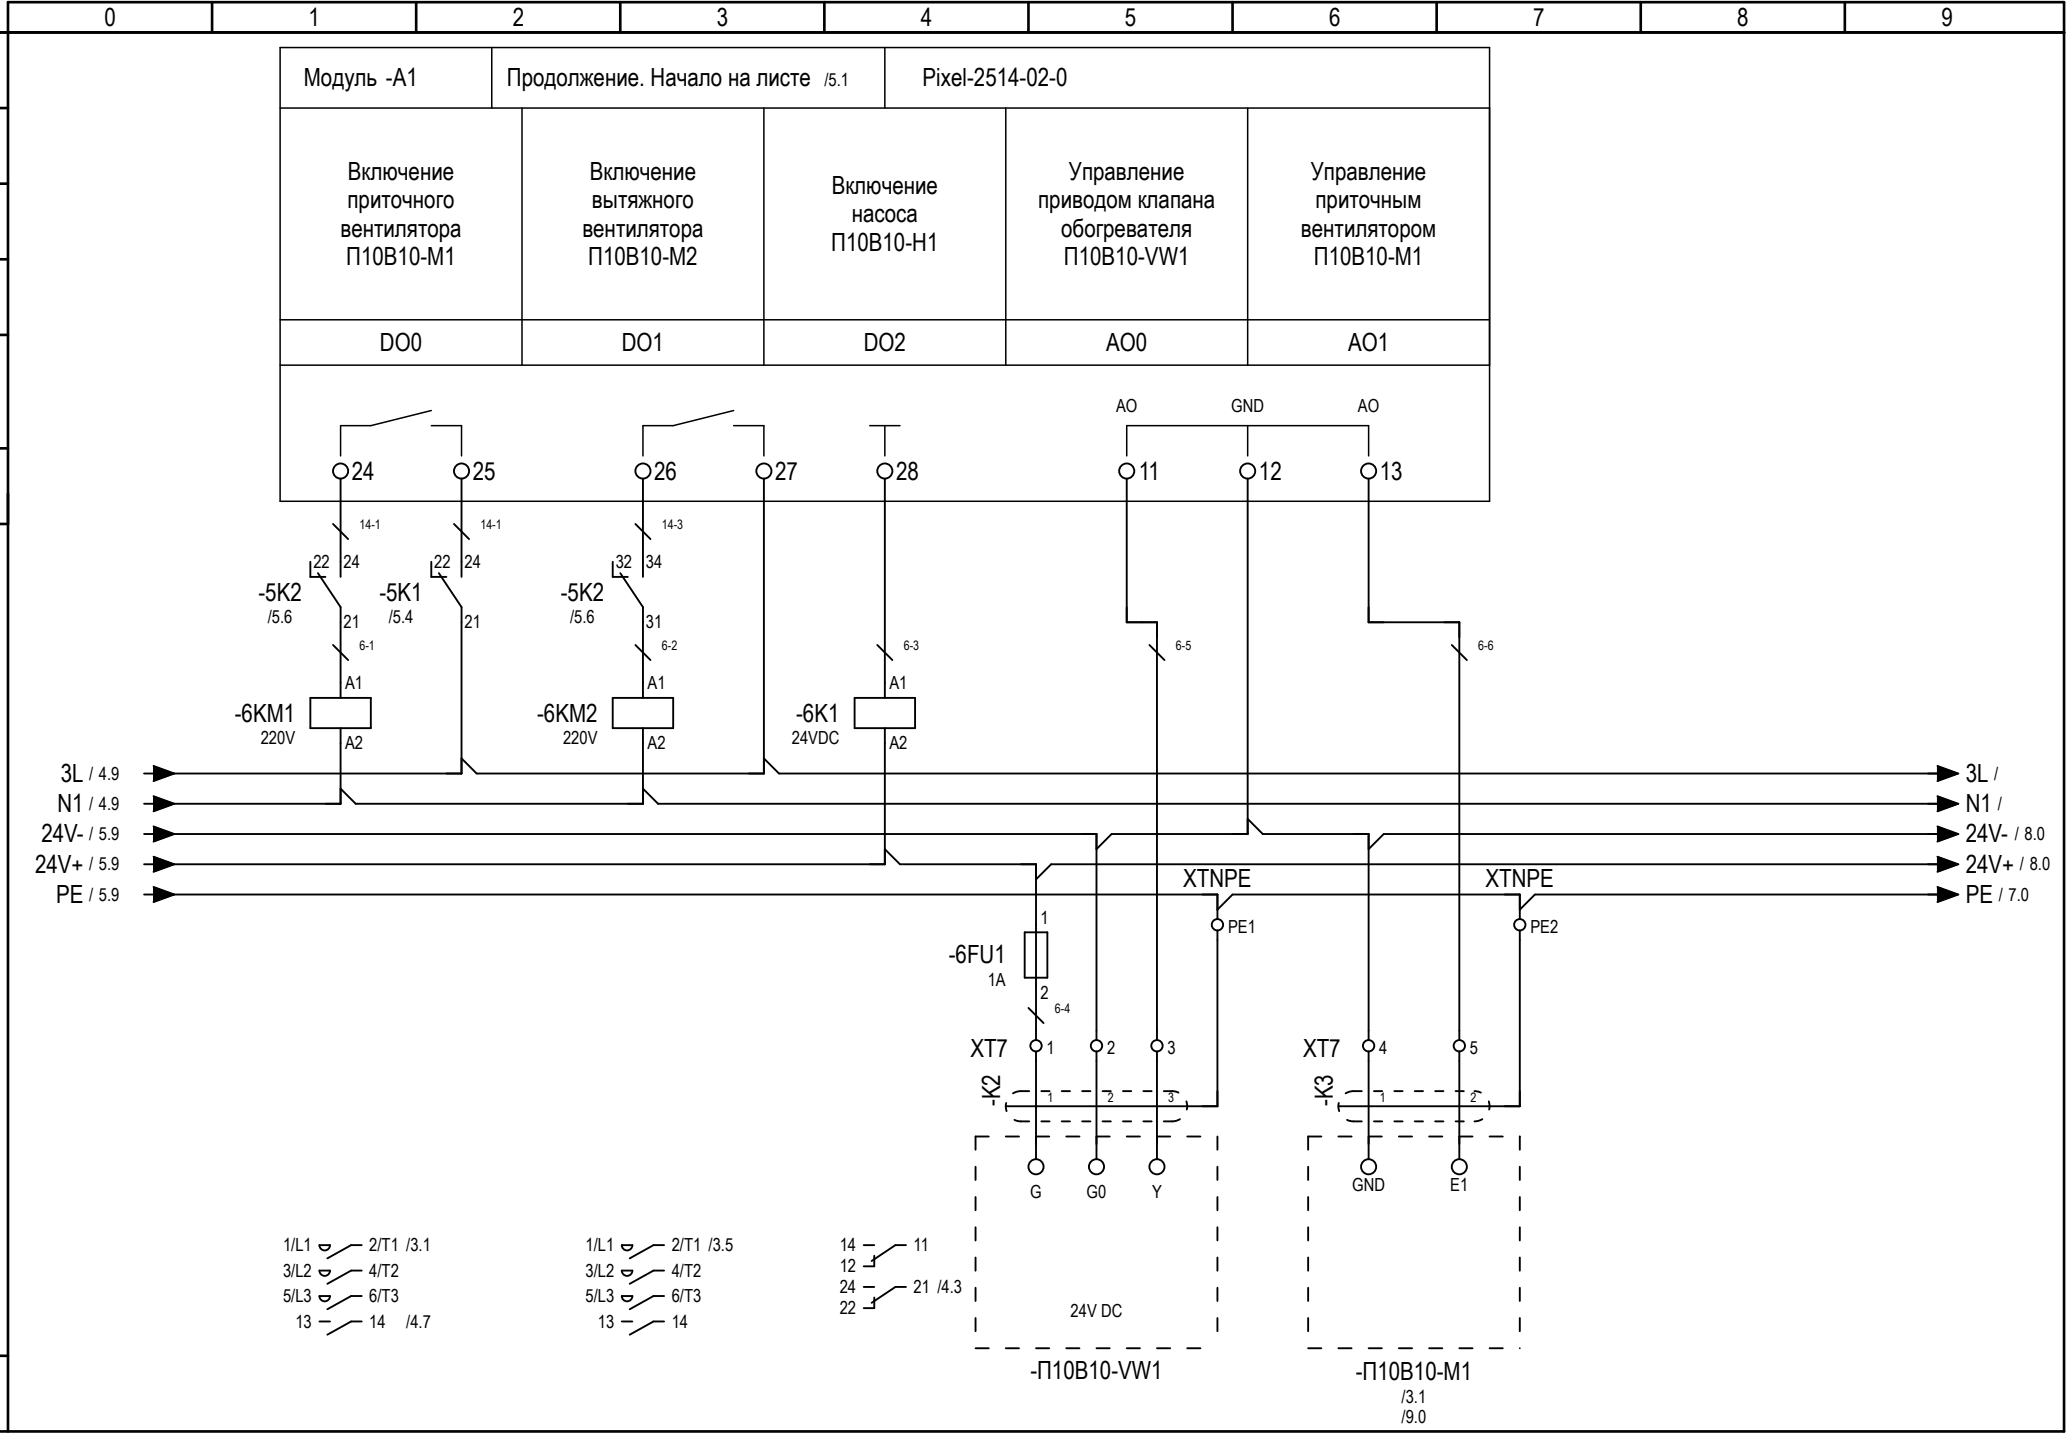 0 1 2 3 4 5 6 7 8 9
Модуль -A1 Продолжение. Начало на листе /5.1 Pixel-2514-02-0
Включение
приточного
вентилятора
П10В10-М1
Включение
вытяжного
вентилятора
П10В10-М2
Включение
насоса
П10В10-Н1
Управление
приводом клапана
обогревателя
П10В10-VW1
Управление
приточным
вентилятором
П10В10-М1
DO0 DO1 DO2 AO0 AO1
AO GND AO
24 25 26 27 28 11 12 13
14-1 14-1 14-3
22 24 22 24 32 34
-5K2 -5K1 -5K2
/5.6 /5.4 /5.6
21 21 31
6-1 6-2 6-3 6-5 6-6
A1 A1 A1
-6KM1 -6KM2 -6K1
220V 220V 24VDC
A2 A2 A2
3L / 4.9 3L /
N1 / 4.9 N1 /
24V- / 5.9 24V- / 8.0
24V+ / 5.9 24V+ / 8.0
XTNPE XTNPE
PE / 5.9 PE / 7.0
1 PE1 PE2
-6FU1
1A
2
6-4
XT7 1 2 3 XT7 4 5
-K2 1 2 3 -K3 1 2
G G0 Y GND E1
1/L1 2/T1 /3.1
3/L2 4/T2
5/L3 6/T3
13 14 /4.7
1/L1 2/T1 /3.5
3/L2 4/T2
5/L3 6/T3
13 14
14 11
12
24 21 /4.3
22
24V DC
-П10В10-VW1
-П10В10-М1
/3.1
/9.0